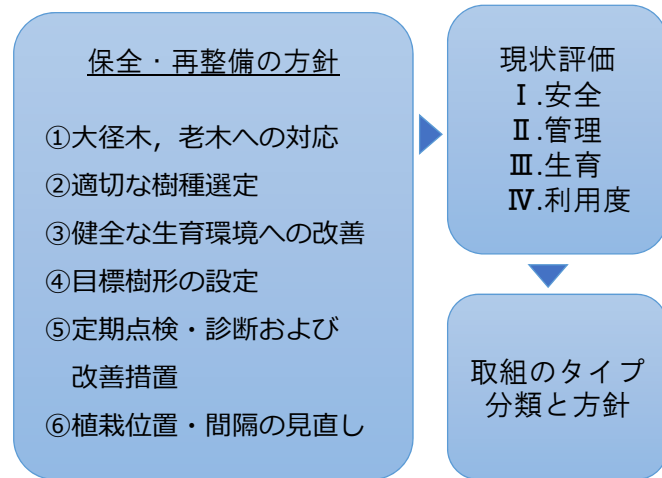 保全・再整備の方針
①大径木，老木への対応
②適切な樹種選定
③健全な生育環境への改善
④目標樹形の設定
⑤定期点検・診断および
改善措置
⑥植栽位置・間隔の見直し
現状評価
Ⅰ.安全
Ⅱ.管理
Ⅲ.生育
Ⅳ.利用度
取組のタイプ
分類と方針